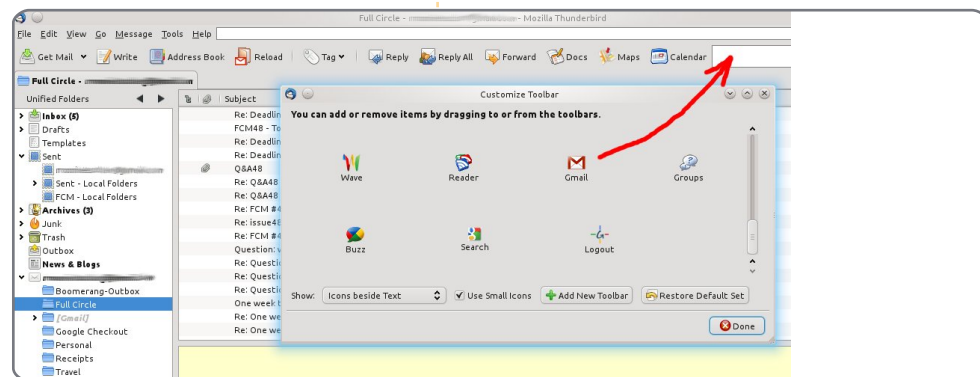 Full Circle - - Mozilla Thunderbird
File Edit View Go Message Tools Help
Get Mail Write Address Book Reload Tag Reply Reply All Forward Docs Maps Calendar
Full Circle -
Unified Folders
Subject
Inbox (5)
Drafts
Templates
Sent
Sent - Local Folders
FCM - Local Folders
Archives (3)
Junk
Trash
Outbox
News & Blogs
Boomerang-Outbox
Full Circle
[Gmail]
Google Checkout
Personal
Receipts
Travel
Re: Deadlin
FCM48 - To
Re: Deadlin
Re: Deadlin
Q&A48
Re: Q&A48
Re: Q&A48
Re: FCM #4
Re: issue48
Re: FCM #4
Question: v
Re: Questi
Re: Questi
Re: Questi
One week t
Re: One we
Re: One we
Customize Toolbar
You can add or remove items by dragging to or from the toolbars.
Wave Reader Gmail Groups
Buzz Search Logout
Show: Icons beside Text Use Small Icons Add New Toolbar Restore Default Set
Done